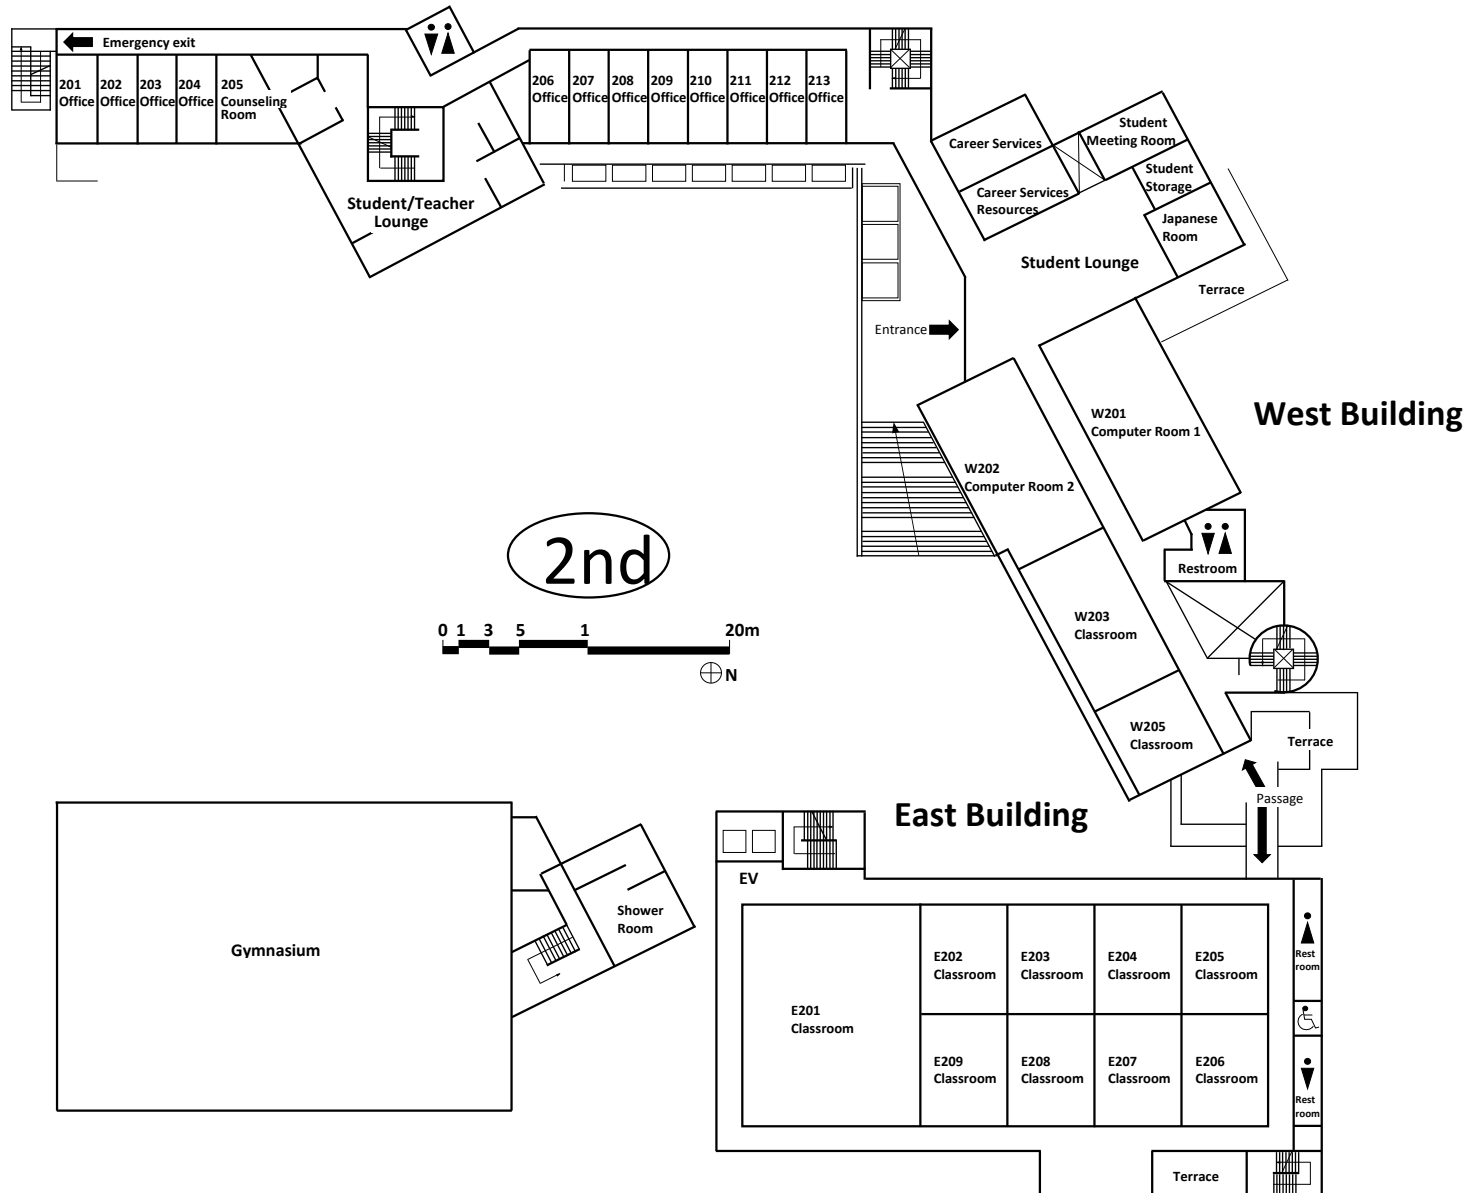 Emergency exit
201
Office
202
Office
203
Office
204
Office
205
Counseling
Room
206
Office
207
Office
208
Office
209
Office
210
Office
211
Office
212
Office
213
Office
Student/Teacher
Lounge
Career Services
Career Services
Resources
Student
Meeting Room
Student
Storage
Japanese
Room
Student Lounge
Terrace
Entrance
West Building
W201
Computer Room 1
W202
Computer Room 2
Restroom
2nd
W203
Classroom
0 1 3 5 1 20m
N
W205
Classroom
Terrace
Passage
East Building
EV
Gymnasium
Shower
Room
E201
Classroom
E202
Classroom
E203
Classroom
E204
Classroom
E205
Classroom
E209
Classroom
E208
Classroom
E207
Classroom
E206
Classroom
Rest
room
Rest
room
Terrace